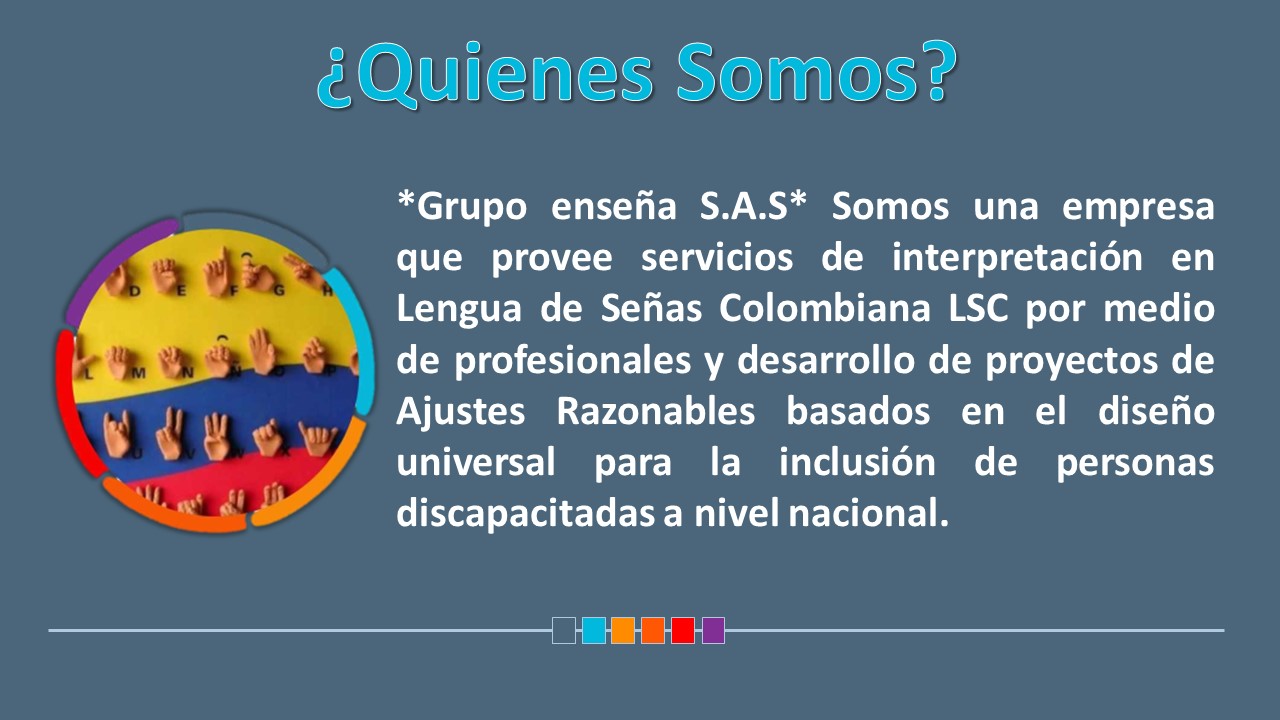 ¿Quienes Somos?
*Grupo enseña S.A.S* Somos una empresa
que provee servicios de interpretación en
Lengua de Señas Colombiana LSC por medio
de profesionales y desarrollo de proyectos de
Ajustes Razonables basados en el diseño
universal para la inclusión de personas
discapacitadas a nivel nacional.
D E F G H
L M N N O P
U V W X